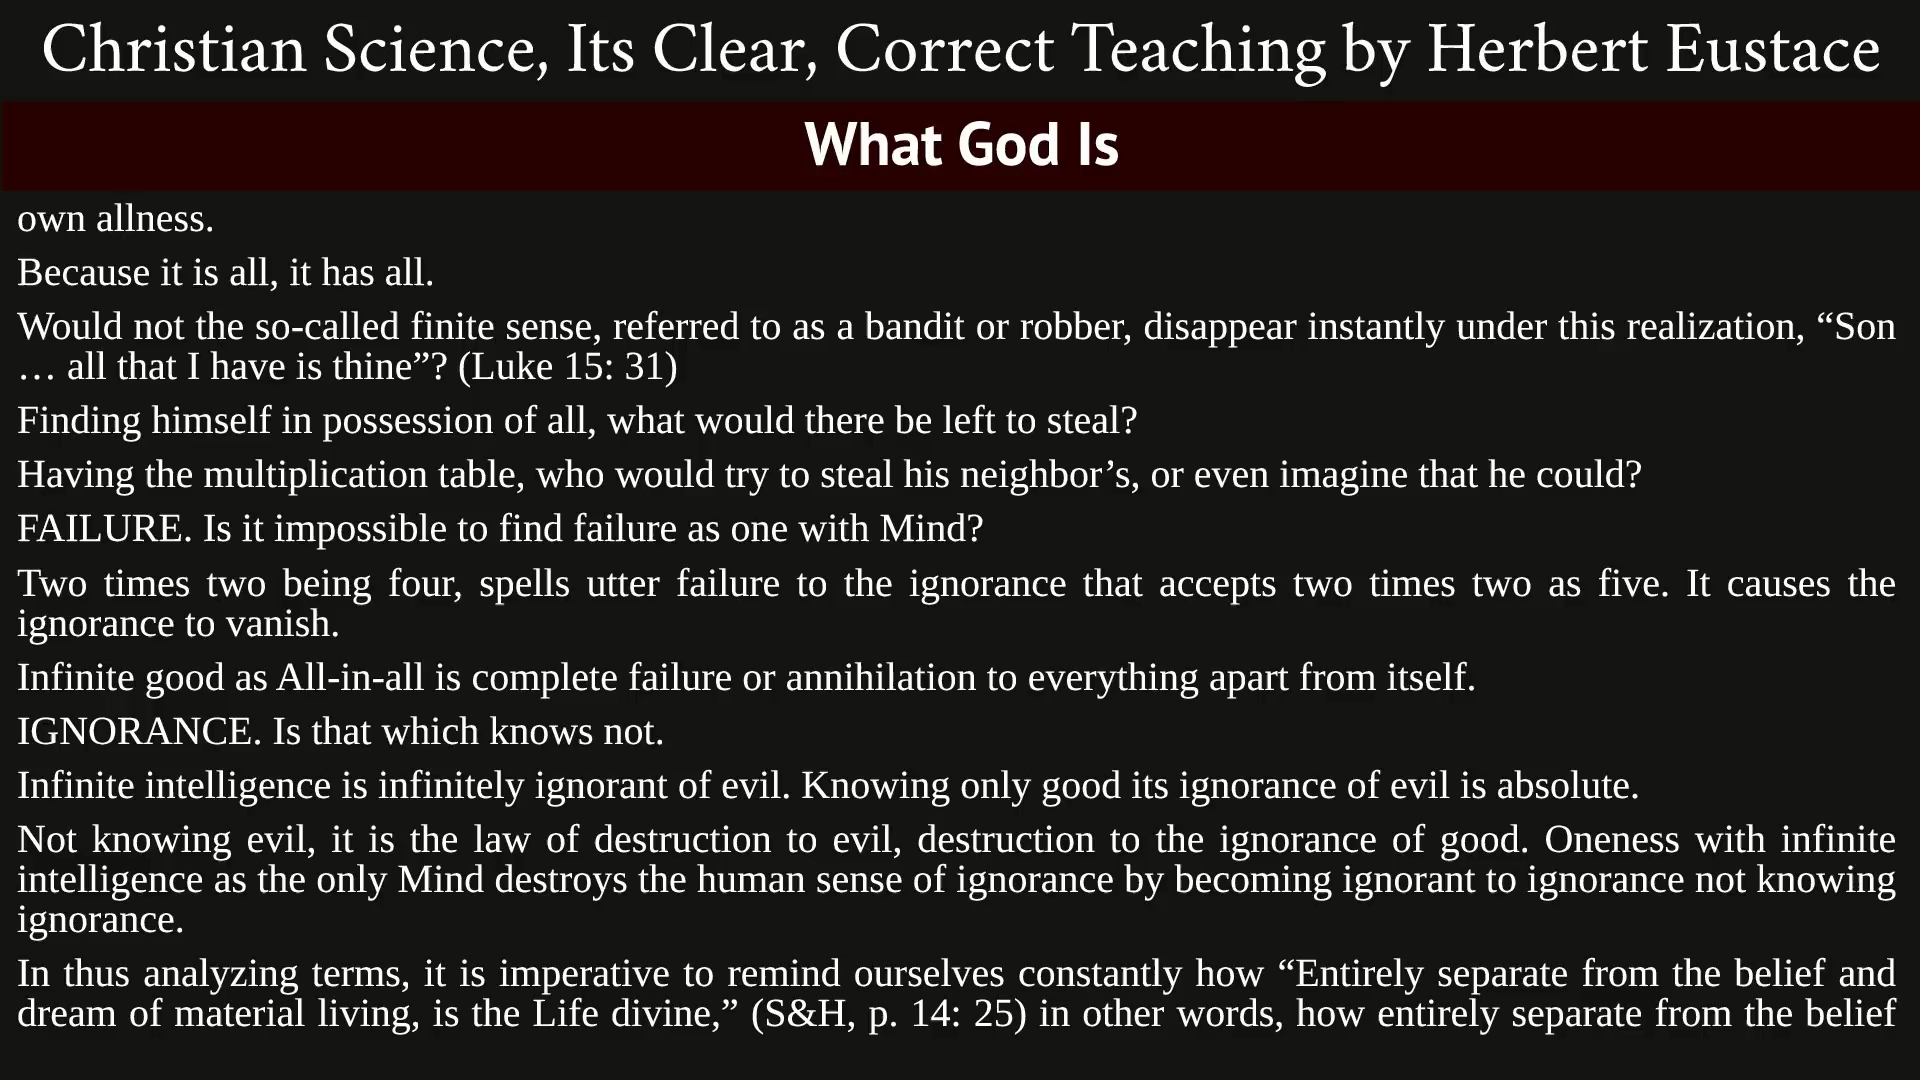 Christian Science, Its Clear, Correct Teaching by Herbert Eustace
What God Is
own allness.
Because it is all, it has all.
Would not the so-called finite sense, referred to as a bandit or robber, disappear instantly under this realization, “Son
… all that I have is thine”? (Luke 15: 31)
Finding himself in possession of all, what would there be left to steal?
Having the multiplication table, who would try to steal his neighbor’s, or even imagine that he could?
FAILURE. Is it impossible to find failure as one with Mind?
Two times two being four, spells utter failure to the ignorance that accepts two times two as five. It causes the
ignorance to vanish.
Infinite good as All-in-all is complete failure or annihilation to everything apart from itself.
IGNORANCE. Is that which knows not.
Infinite intelligence is infinitely ignorant of evil. Knowing only good its ignorance of evil is absolute.
Not knowing evil, it is the law of destruction to evil, destruction to the ignorance of good. Oneness with infinite
intelligence as the only Mind destroys the human sense of ignorance by becoming ignorant to ignorance not knowing
ignorance.
In thus analyzing terms, it is imperative to remind ourselves constantly how “Entirely separate from the belief and
dream of material living, is the Life divine,” (S&H, p. 14: 25) in other words, how entirely separate from the belief